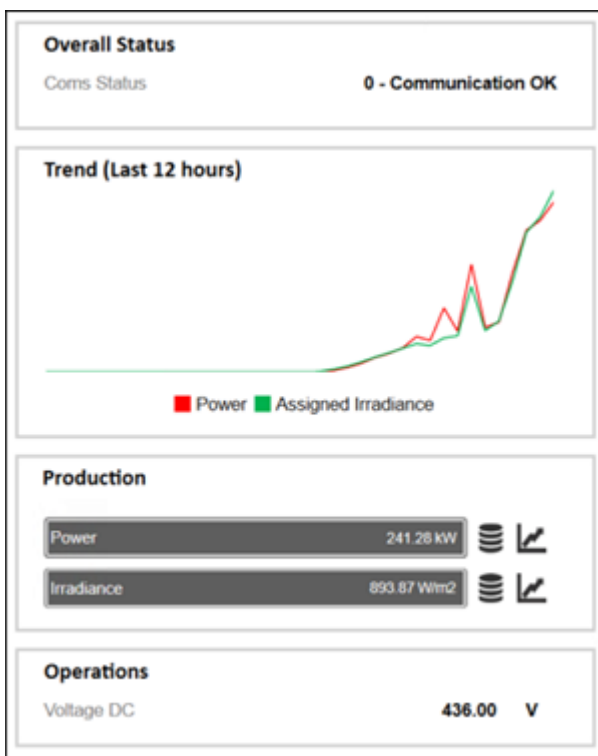 Overall Status
Coms Status 0 - Communication OK
Trend (Last 12 hours)
Power Assigned Irradiance
Production
Power 241.28 kW
Irradiance 893.87 W/m2
Operations
Voltage DC 436.00 V